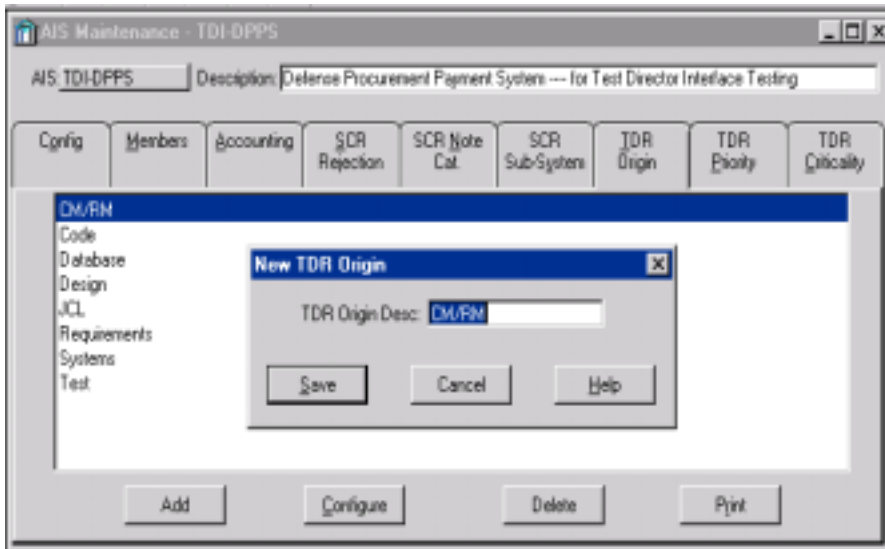 AIS Maintenance - TDI-DPPS
AIS: TDI-DPPS Description: Defense Procurement Payment System --- for Test Director Interface Testing
Config Members Accounting SCR Rejection SCR Note Cat. SCR Sub-System TDR Origin TDR Priority TDR Criticality
CM/RM
Code
Database
Design
JCL
Requirements
Systems
Test
New TDR Origin
TDR Origin Desc: CM/RM
Save Cancel Help
Add Configure Delete Print